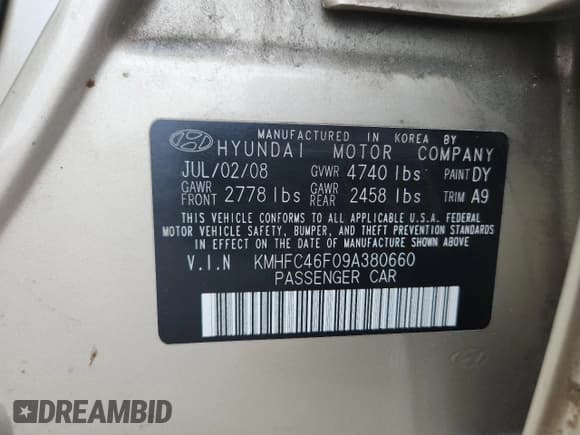 MANUFACTURED IN KOREA BY
HYUNDAI MOTOR COMPANY
JUL/02/08 GVWR 4740 lbs PAINT DY
GAWR FRONT 2778 lbs GAWR REAR 2458 lbs TRIM A9
THIS VEHICLE CONFORMS TO ALL APPLICABLE U.S.A. FEDERAL
MOTOR VEHICLE SAFETY, BUMPER, AND THEFT PREVENTION STANDARDS
IN EFFECT ON THE DATE OF MANUFACTURE SHOWN ABOVE.
V.I.N KMHFC46F09A380660
PASSENGER CAR
DREAMBID